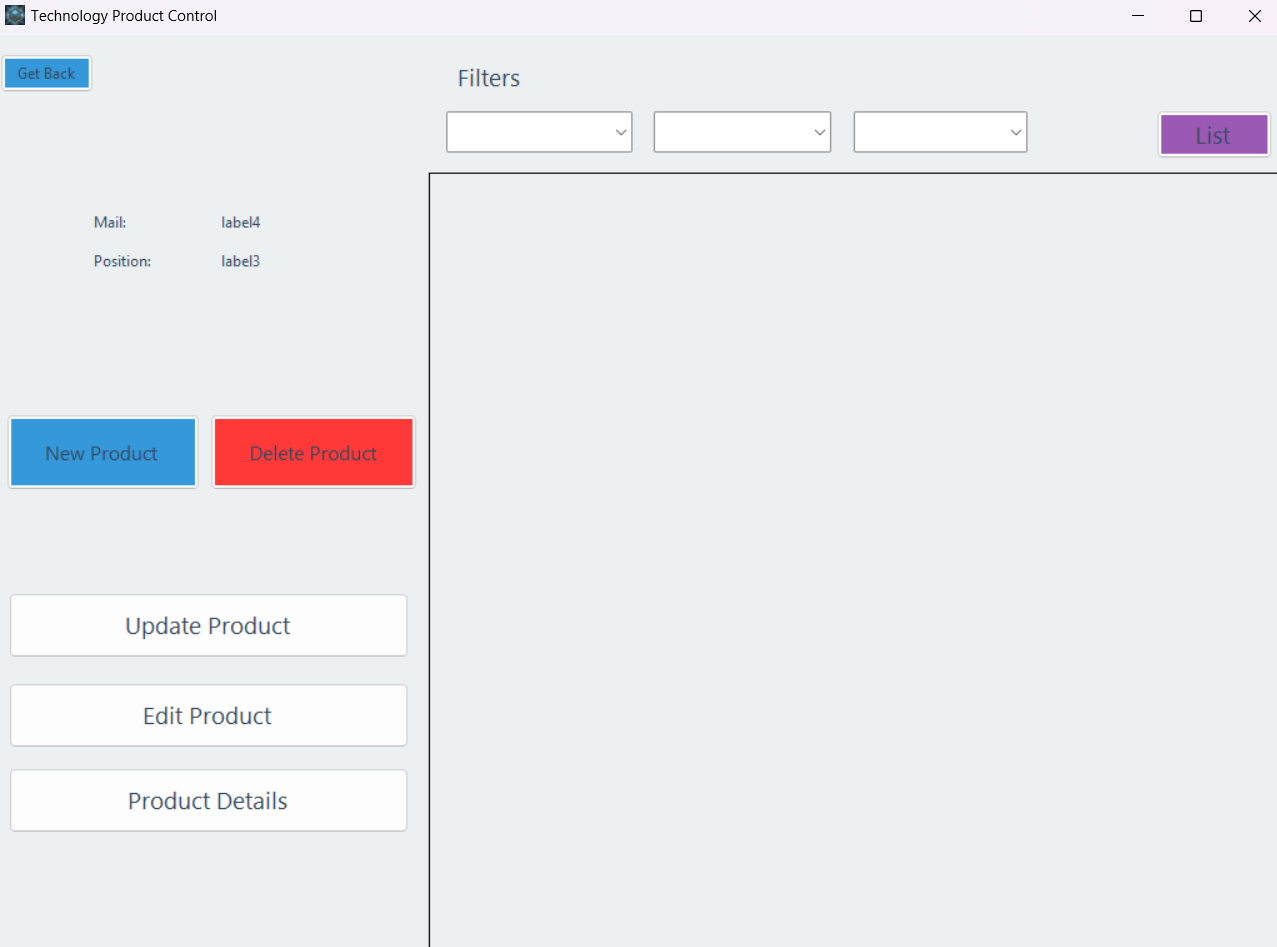 Technology Product Control
Get Back
Filters
List
Mail: label4
Position: label3
New Product Delete Product
Update Product
Edit Product
Product Details